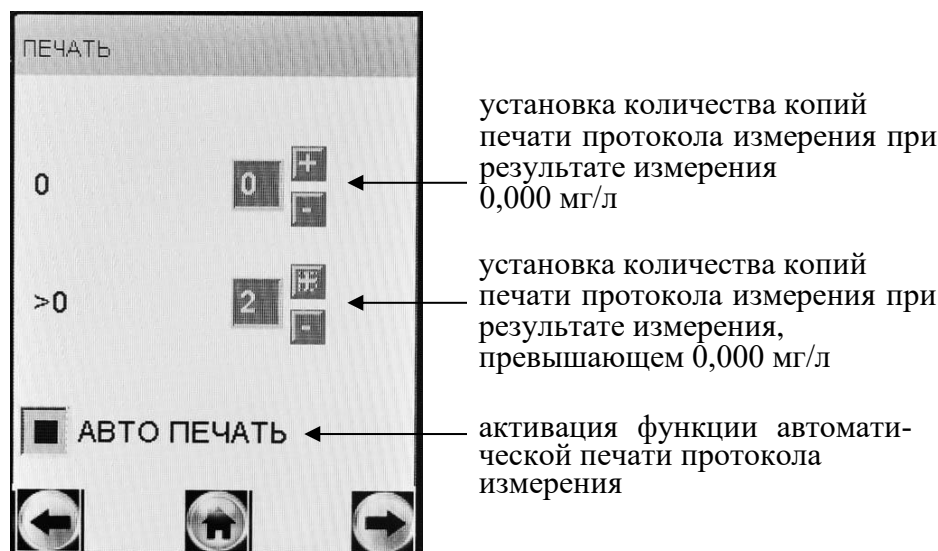 ПЕЧАТЬ
0
0
+
-
установка количества копий
печати протокола измерения при
результате измерения
0,000 мг/л
>0
2
+
-
установка количества копий
печати протокола измерения при
результате измерения,
превышающем 0,000 мг/л
АВТО ПЕЧАТЬ
активация функции автомати-
ческой печати протокола
измерения